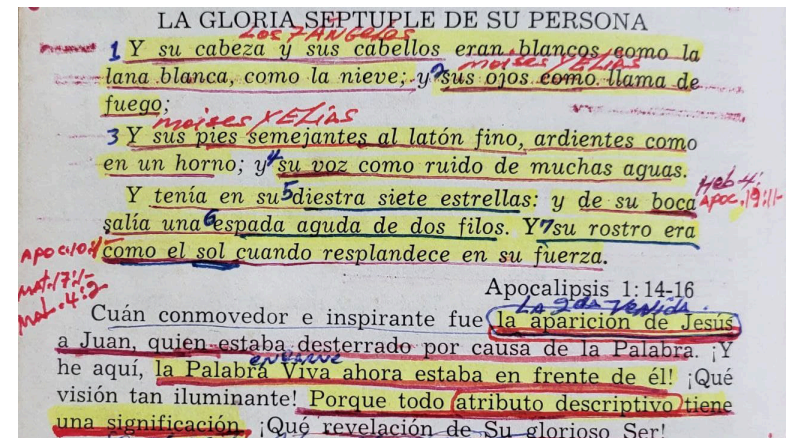 LA GLORIA SEPTUPLE DE SU PERSONA
LOS 7 ÁNGELOS
1 Y su cabeza y sus cabellos eran blancos como la
moises Y ELIAS
lana blanca, como la nieve; y 2 sus ojos como llama de
fuego;
moises Y ELÍAS
3 Y sus pies semejantes al latón fino, ardientes como
en un horno; y 4 su voz como ruido de muchas aguas.
Heb 4:
Y tenía en su 5 diestra siete estrellas: y de su boca
Apoc. 19:11-
salía una 6 espada aguda de dos filos. Y 7 su rostro era
APOC 10:1-
como el sol cuando resplandece en su fuerza.
Mat. 17:1-
Mal. 4:2
Apocalipsis 1:14-16
LA 2da Venida.
Cuán conmovedor e inspirante fue la aparición de Jesús
a Juan, quien estaba desterrado por causa de la Palabra. ¡Y
en carne
he aquí, la Palabra Viva ahora estaba en frente de él! ¡Qué
visión tan iluminante! Porque todo atributo descriptivo tiene
una significación. ¡Qué revelación de Su glorioso Ser!